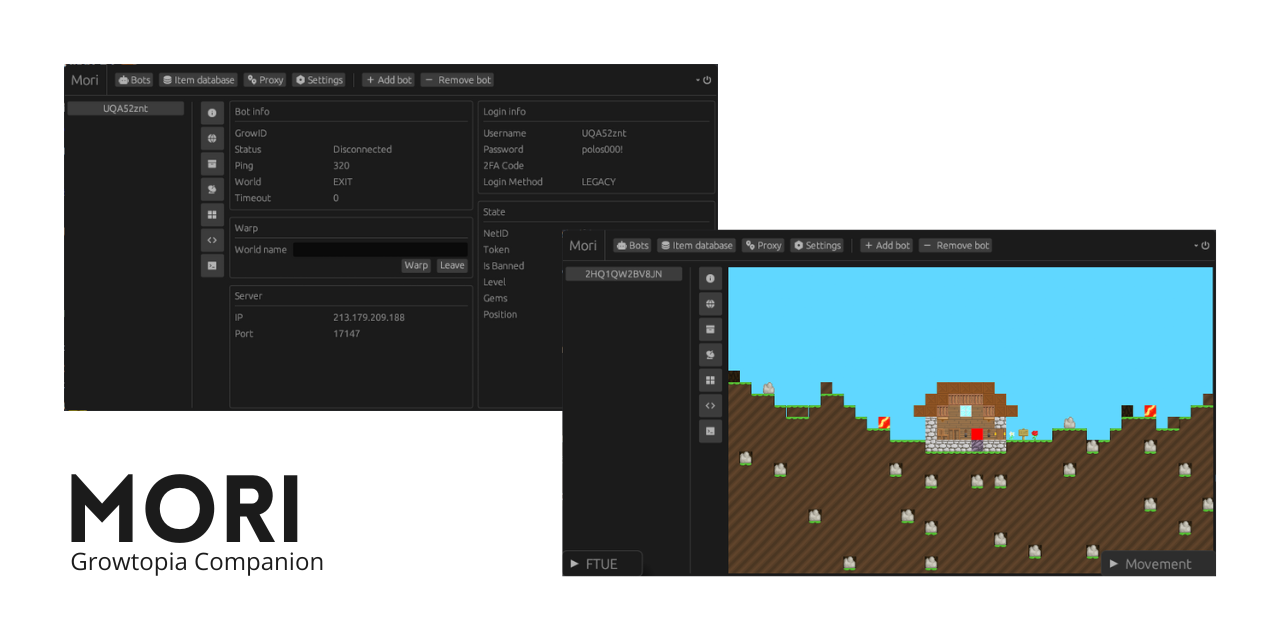 Mori Bots Item database Proxy Settings + Add bot − Remove bot
UQA52znt
Bot info
GrowID
Status Disconnected
Ping 320
World EXIT
Timeout 0
Warp
World name
Warp Leave
Server
IP 213.179.209.188
Port 17147
Login info
Username UQA52znt
Password polos000!
2FA Code
Login Method LEGACY
State
NetID
Token
Is Banned
Level
Gems
Position
Mori Bots Item database Proxy Settings + Add bot − Remove bot
2HQ1QW2BV8JN
FTUE
Movement
MORI
Growtopia Companion